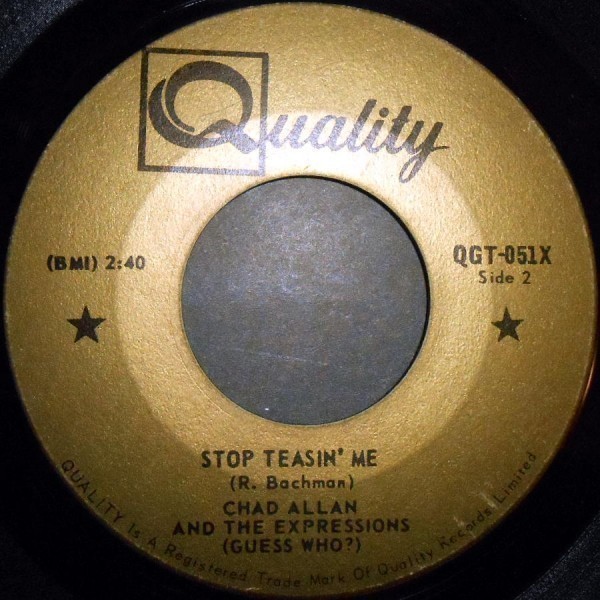 Quality
(BMI) 2:40
QGT-051X
Side 2
STOP TEASIN' ME
(R. Bachman)
CHAD ALLAN
AND THE EXPRESSIONS
(GUESS WHO?)
QUALITY Is A Registered Trade Mark Of Quality Records Limited